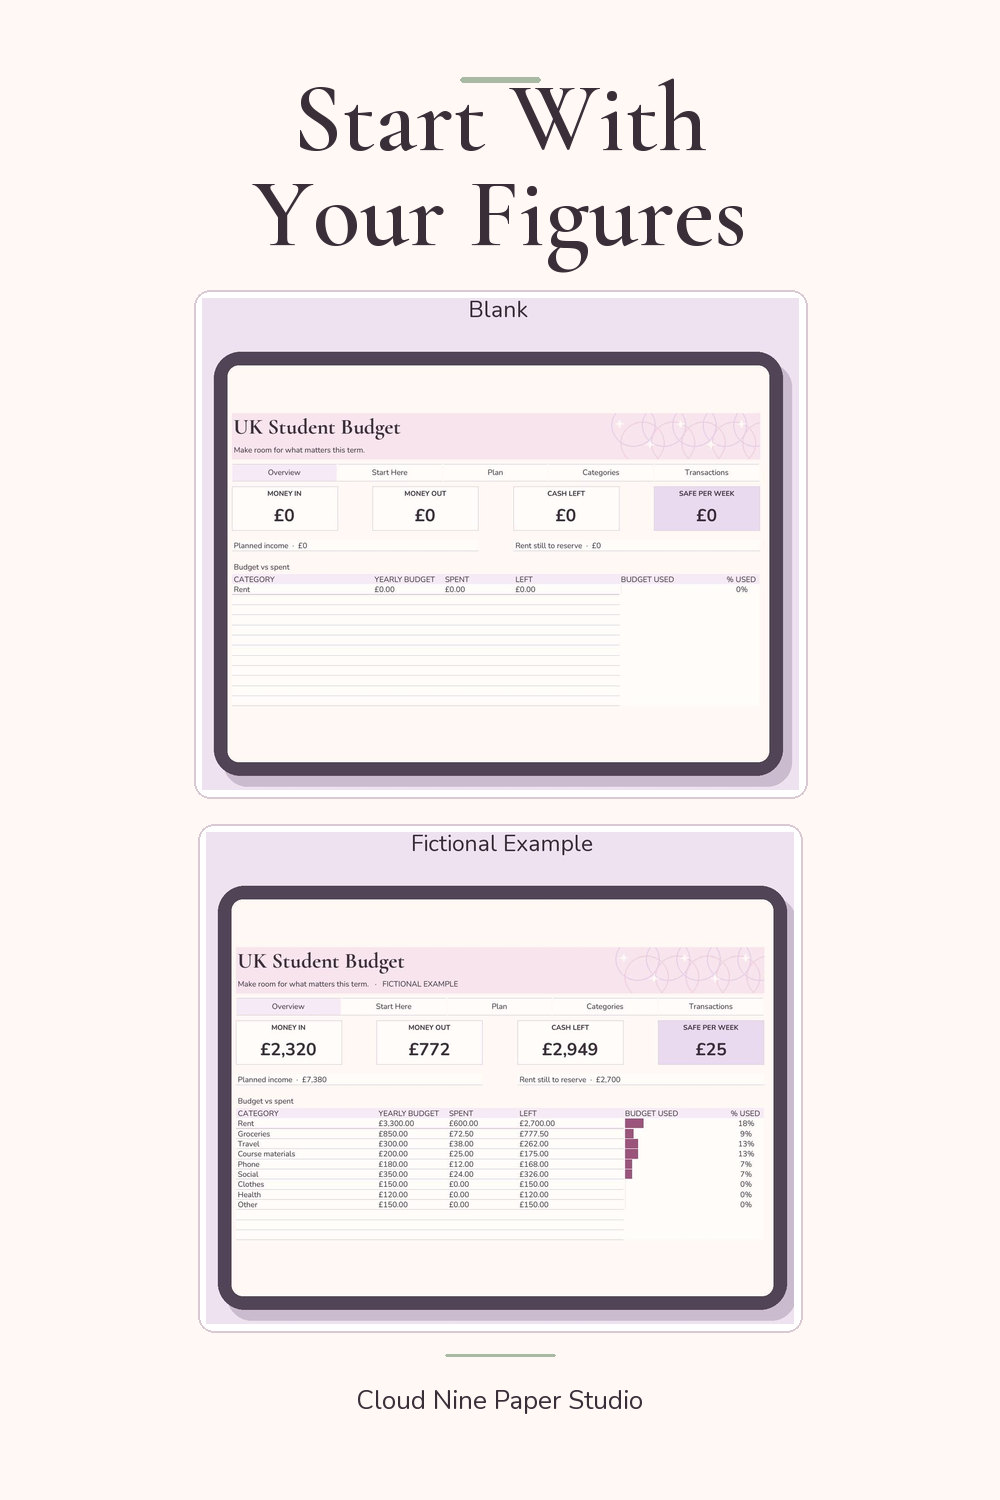 Start With
Your Figures
Blank
UK Student Budget
Make room for what matters this term.
Overview Start Here Plan Categories Transactions
MONEY IN MONEY OUT CASH LEFT SAFE PER WEEK
£0 £0 £0 £0
Planned income · £0 Rent still to reserve · £0
Budget vs spent
CATEGORY YEARLY BUDGET SPENT LEFT BUDGET USED % USED
Rent £0.00 £0.00 £0.00 0%
Fictional Example
UK Student Budget
Make room for what matters this term. · FICTIONAL EXAMPLE
Overview Start Here Plan Categories Transactions
MONEY IN MONEY OUT CASH LEFT SAFE PER WEEK
£2,320 £772 £2,949 £25
Planned income · £7,380 Rent still to reserve · £2,700
Budget vs spent
CATEGORY YEARLY BUDGET SPENT LEFT BUDGET USED % USED
Rent £3,300.00 £600.00 £2,700.00 18%
Groceries £850.00 £72.50 £777.50 9%
Travel £300.00 £38.00 £262.00 13%
Course materials £200.00 £25.00 £175.00 13%
Phone £180.00 £12.00 £168.00 7%
Social £350.00 £24.00 £326.00 7%
Clothes £150.00 £0.00 £150.00 0%
Health £120.00 £0.00 £120.00 0%
Other £150.00 £0.00 £150.00 0%
Cloud Nine Paper Studio